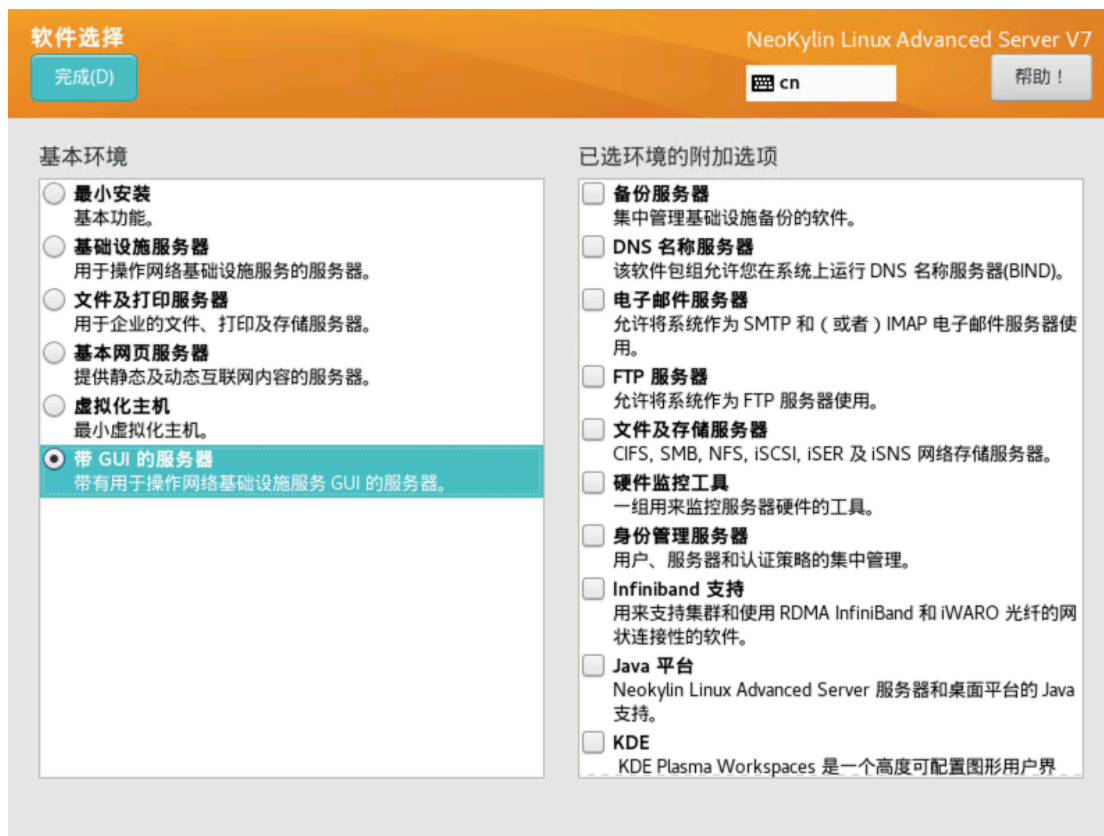 软件选择
NeoKylin Linux Advanced Server V7
完成(D)
cn
帮助！
基本环境
最小安装
基本功能。
基础设施服务器
用于操作网络基础设施服务的服务器。
文件及打印服务器
用于企业的文件、打印及存储服务器。
基本网页服务器
提供静态及动态互联网内容的服务器。
虚拟化主机
最小虚拟化主机。
带 GUI 的服务器
带有用于操作网络基础设施服务 GUI 的服务器。
已选环境的附加选项
备份服务器
集中管理基础设施备份的软件。
DNS 名称服务器
该软件包组允许您在系统上运行 DNS 名称服务器(BIND)。
电子邮件服务器
允许将系统作为 SMTP 和（或者）IMAP 电子邮件服务器使
用。
FTP 服务器
允许将系统作为 FTP 服务器使用。
文件及存储服务器
CIFS, SMB, NFS, iSCSI, iSER 及 iSNS 网络存储服务器。
硬件监控工具
一组用来监控服务器硬件的工具。
身份管理服务器
用户、服务器和认证策略的集中管理。
Infiniband 支持
用来支持集群和使用 RDMA InfiniBand 和 iWARO 光纤的网
状连接性的软件。
Java 平台
Neokylin Linux Advanced Server 服务器和桌面平台的 Java
支持。
KDE
KDE Plasma Workspaces 是一个高度可配置图形用户界